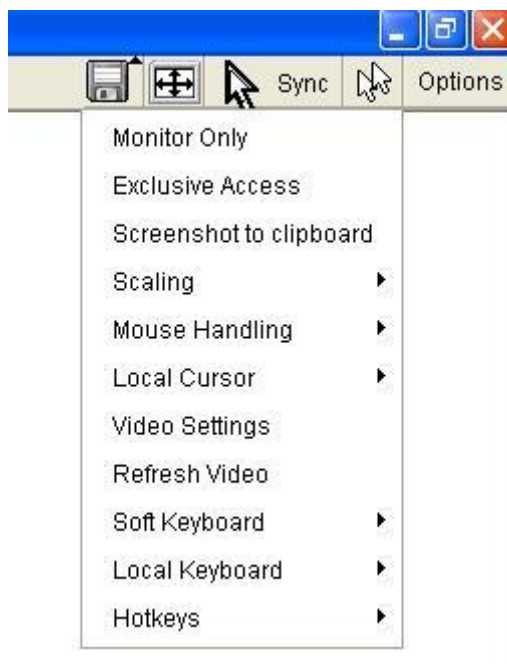 Sync Options
Monitor Only
Exclusive Access
Screenshot to clipboard
Scaling
Mouse Handling
Local Cursor
Video Settings
Refresh Video
Soft Keyboard
Local Keyboard
Hotkeys